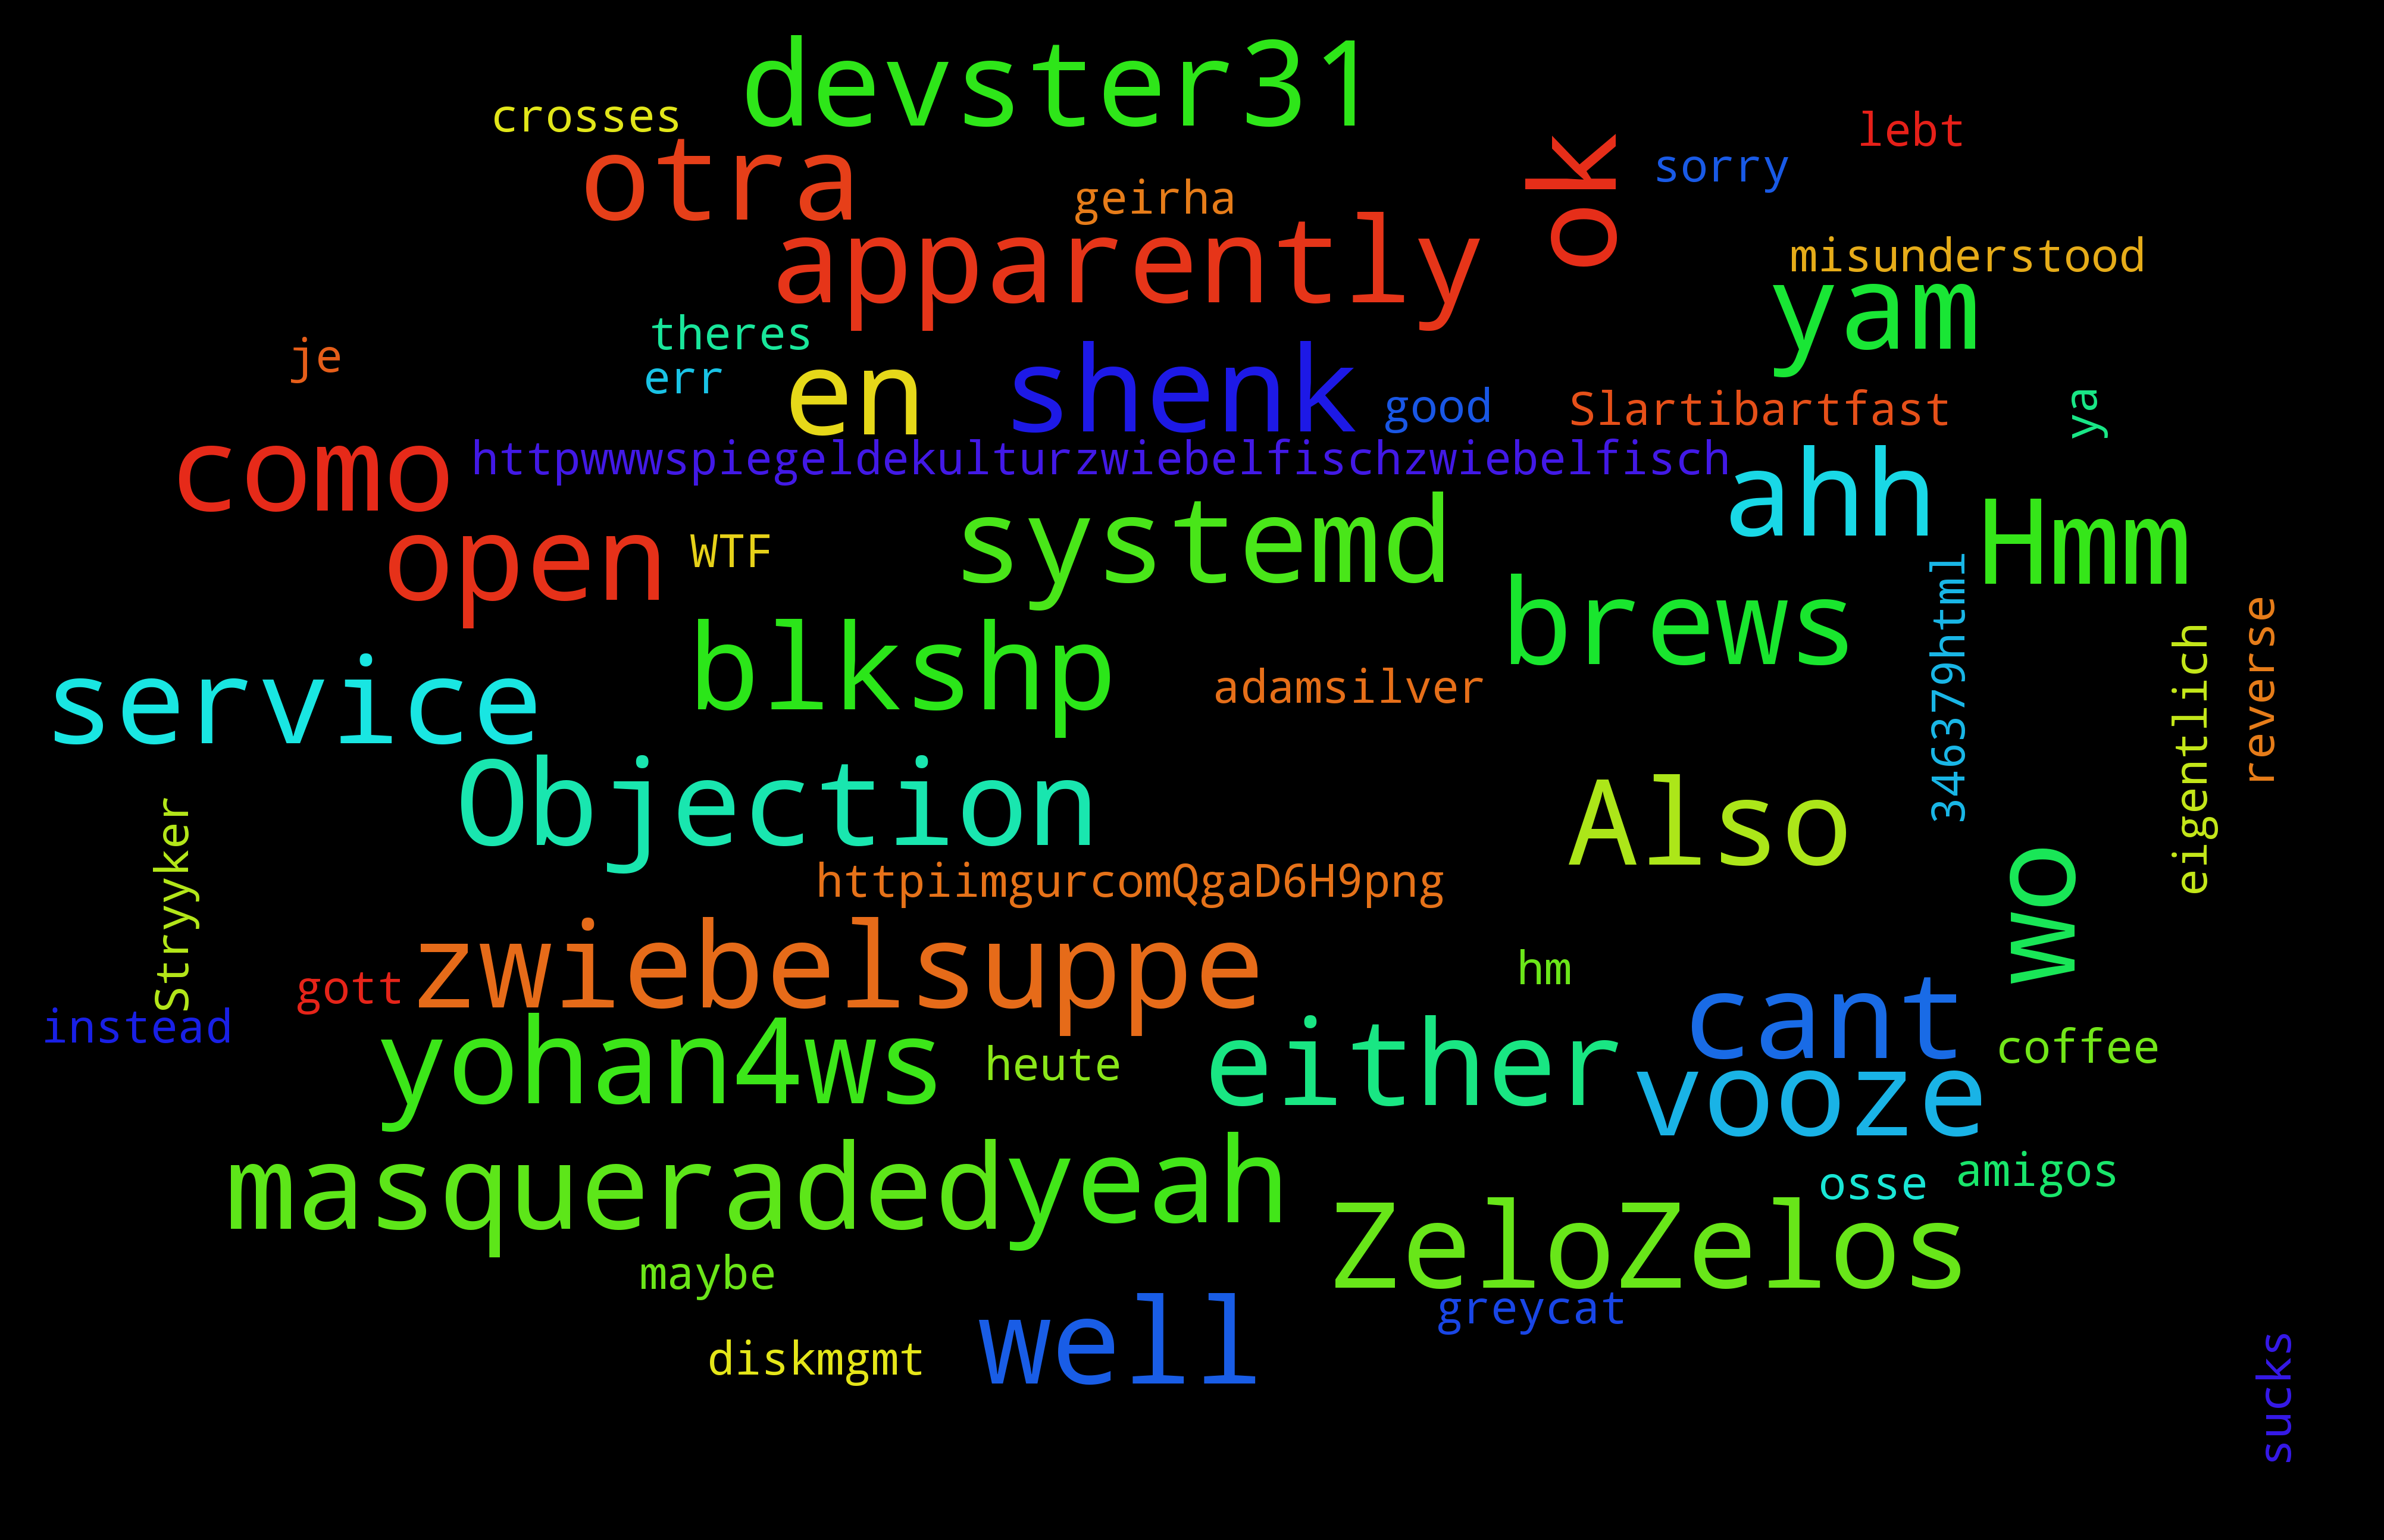 devster31
crosses
lebt
otra
ok
sorry
geirha
apparently
misunderstood
yam
theres
je
err
en
shenk
good
Slartibartfast
ya
como
httpwwwspiegeldekulturzwiebelfischzwiebelfisch
ahh
open
WTF
systemd
Hmm
brews
346379html
reverse
eigentlich
service
blkshp
adamsilver
Objection
Also
Stryyker
httpiimgurcomQgaD6H9png
wo
zwiebelsuppe
gott
hm
instead
cant
yohan4ws
heute
either
coffee
vooze
masqueraded
yeah
osse
amigos
ZeloZelos
maybe
greycat
well
diskmgmt
sucks